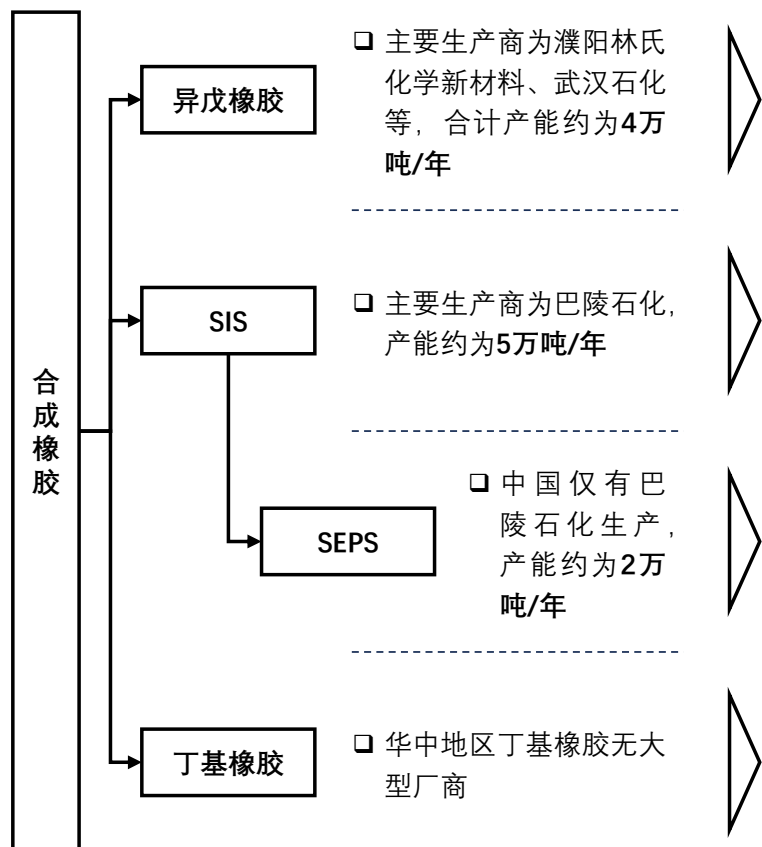 合成橡胶
异戊橡胶
❑ 主要生产商为濮阳林氏
化学新材料、武汉石化
等，合计产能约为4万
吨/年
SIS
❑ 主要生产商为巴陵石化，
产能约为5万吨/年
SEPS
❑ 中国仅有巴
陵石化生产，
产能约为2万
吨/年
丁基橡胶
❑ 华中地区丁基橡胶无大
型厂商